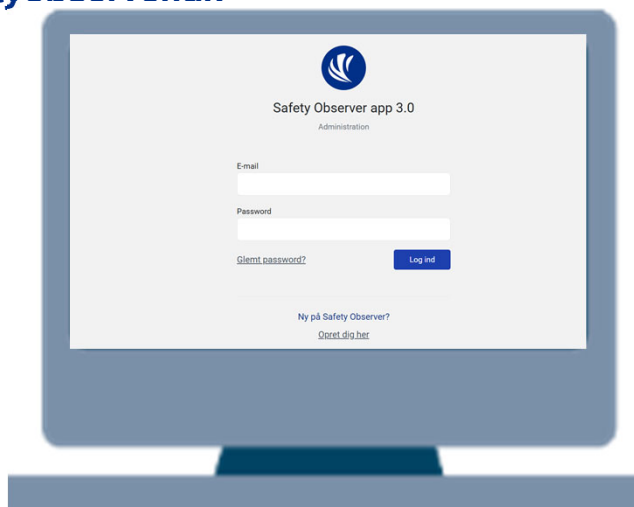 Safety Observer app 3.0
Administration
E-mail
Password
Glemt password?
Log ind
Ny på Safety Observer?
Opret dig her